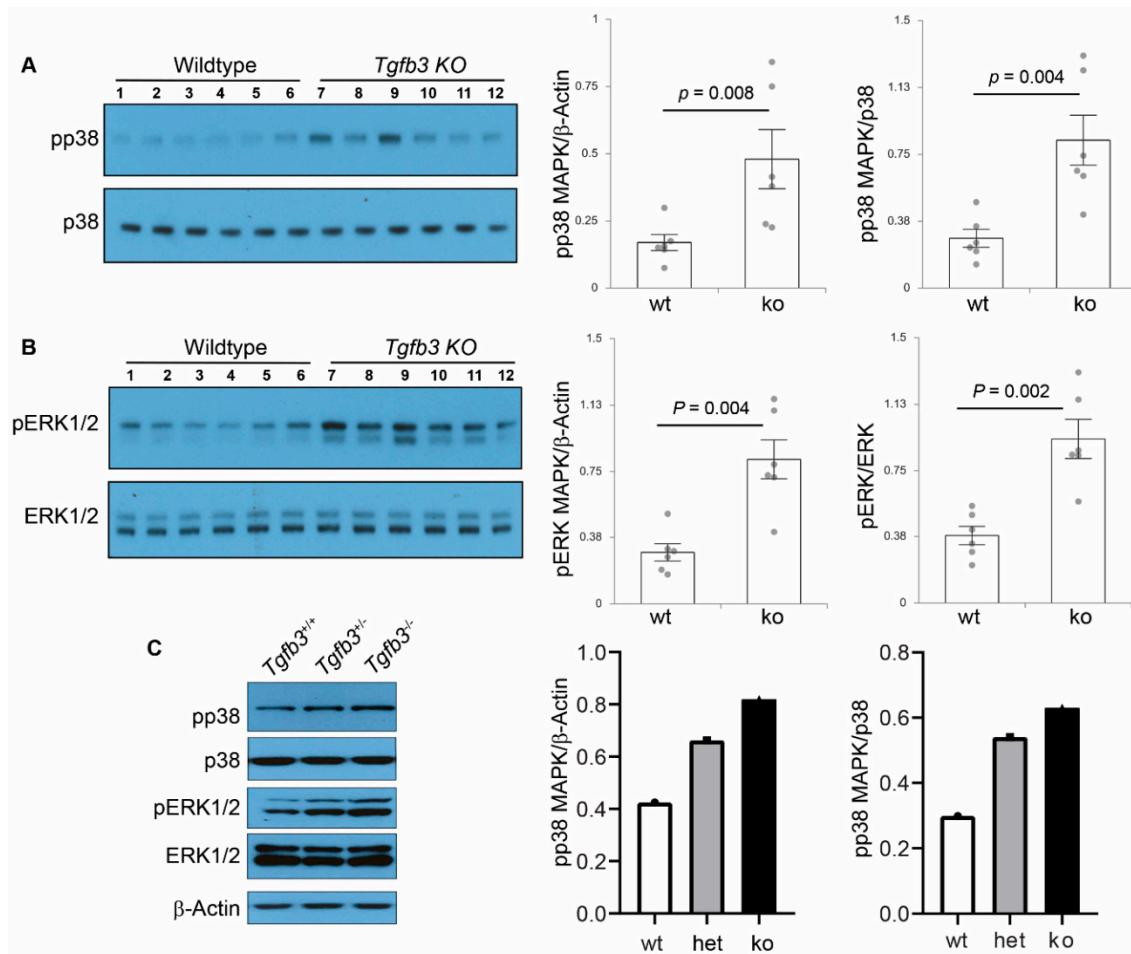 A
Wildtype Tgfb3 KO
1 2 3 4 5 6 7 8 9 10 11 12
pp38
p38
pp38 MAPK/β-Actin
1
0.75
0.5
0.25
0
p = 0.008
wt ko
pp38 MAPK/p38
1.5
1.13
0.75
0.38
0
p = 0.004
wt ko
B
Wildtype Tgfb3 KO
1 2 3 4 5 6 7 8 9 10 11 12
pERK1/2
ERK1/2
pERK MAPK/β-Actin
1.5
1.13
0.75
0.38
0
P = 0.004
wt ko
pERK/ERK
1.5
1.13
0.75
0.38
0
P = 0.002
wt ko
C
Tgfb3+/+ Tgfb3+/- Tgfb3-/-
pp38
p38
pERK1/2
ERK1/2
β-Actin
pp38 MAPK/β-Actin
1.0
0.8
0.6
0.4
0.2
0.0
wt het ko
pp38 MAPK/p38
0.8
0.6
0.4
0.2
0.0
wt het ko